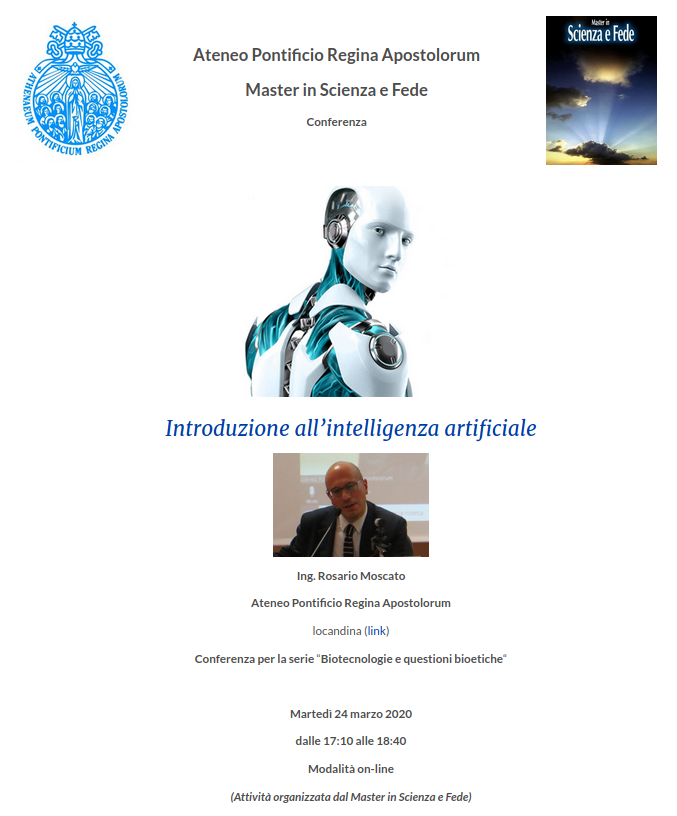 ATHENAEUM PONTIFICIUM REGINA APOSTOLORUM
Ateneo Pontificio Regina Apostolorum
Master in Scienza e Fede
Conferenza
Master in
Scienza e Fede
Introduzione all’intelligenza artificiale
Ing. Rosario Moscato
Ateneo Pontificio Regina Apostolorum
locandina (link)
Conferenza per la serie “Biotecnologie e questioni bioetiche“
Martedì 24 marzo 2020
dalle 17:10 alle 18:40
Modalità on-line
(Attività organizzata dal Master in Scienza e Fede)